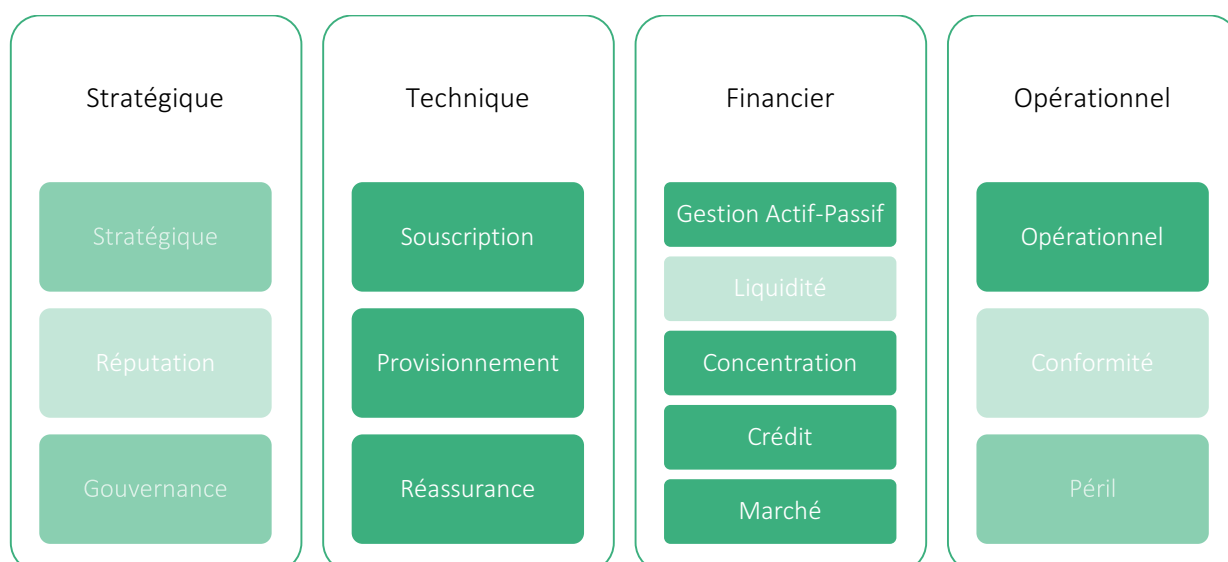 Stratégique
Stratégique
Réputation
Gouvernance
Technique
Souscription
Provisionnement
Réassurance
Financier
Gestion Actif-Passif
Liquidité
Concentration
Crédit
Marché
Opérationnel
Opérationnel
Conformité
Péril